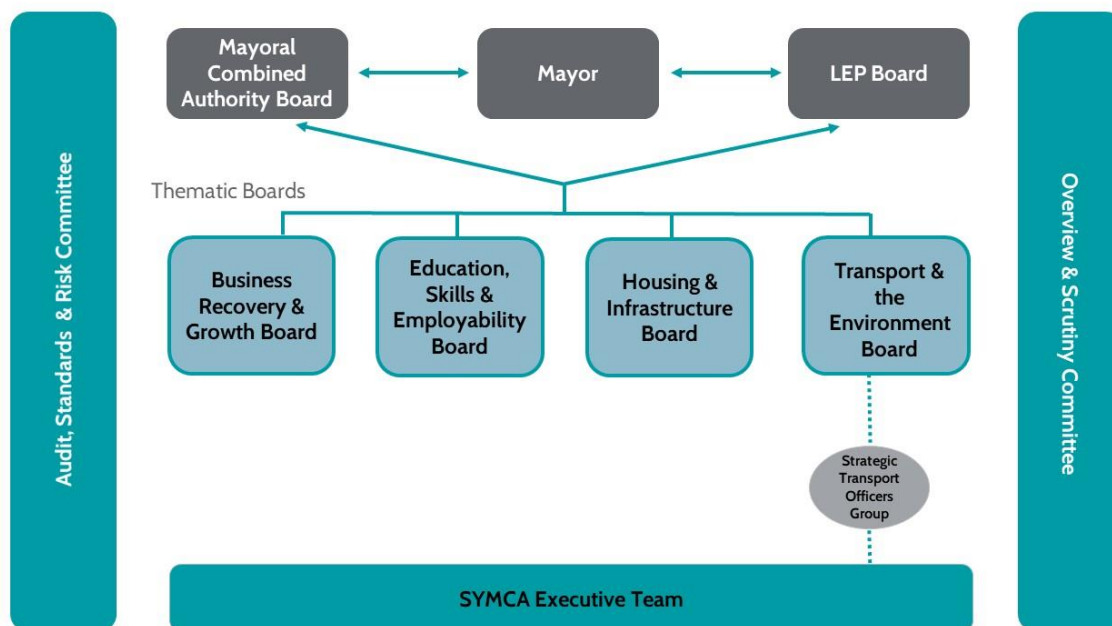 Audit, Standards & Risk Committee
Mayoral
Combined
Authority Board
Mayor
LEP Board
Thematic Boards
Business
Recovery &
Growth Board
Education,
Skills &
Employability
Board
Housing &
Infrastructure
Board
Transport &
the
Environment
Board
Strategic
Transport
Officers
Group
SYMCA Executive Team
Overview & Scrutiny Committee